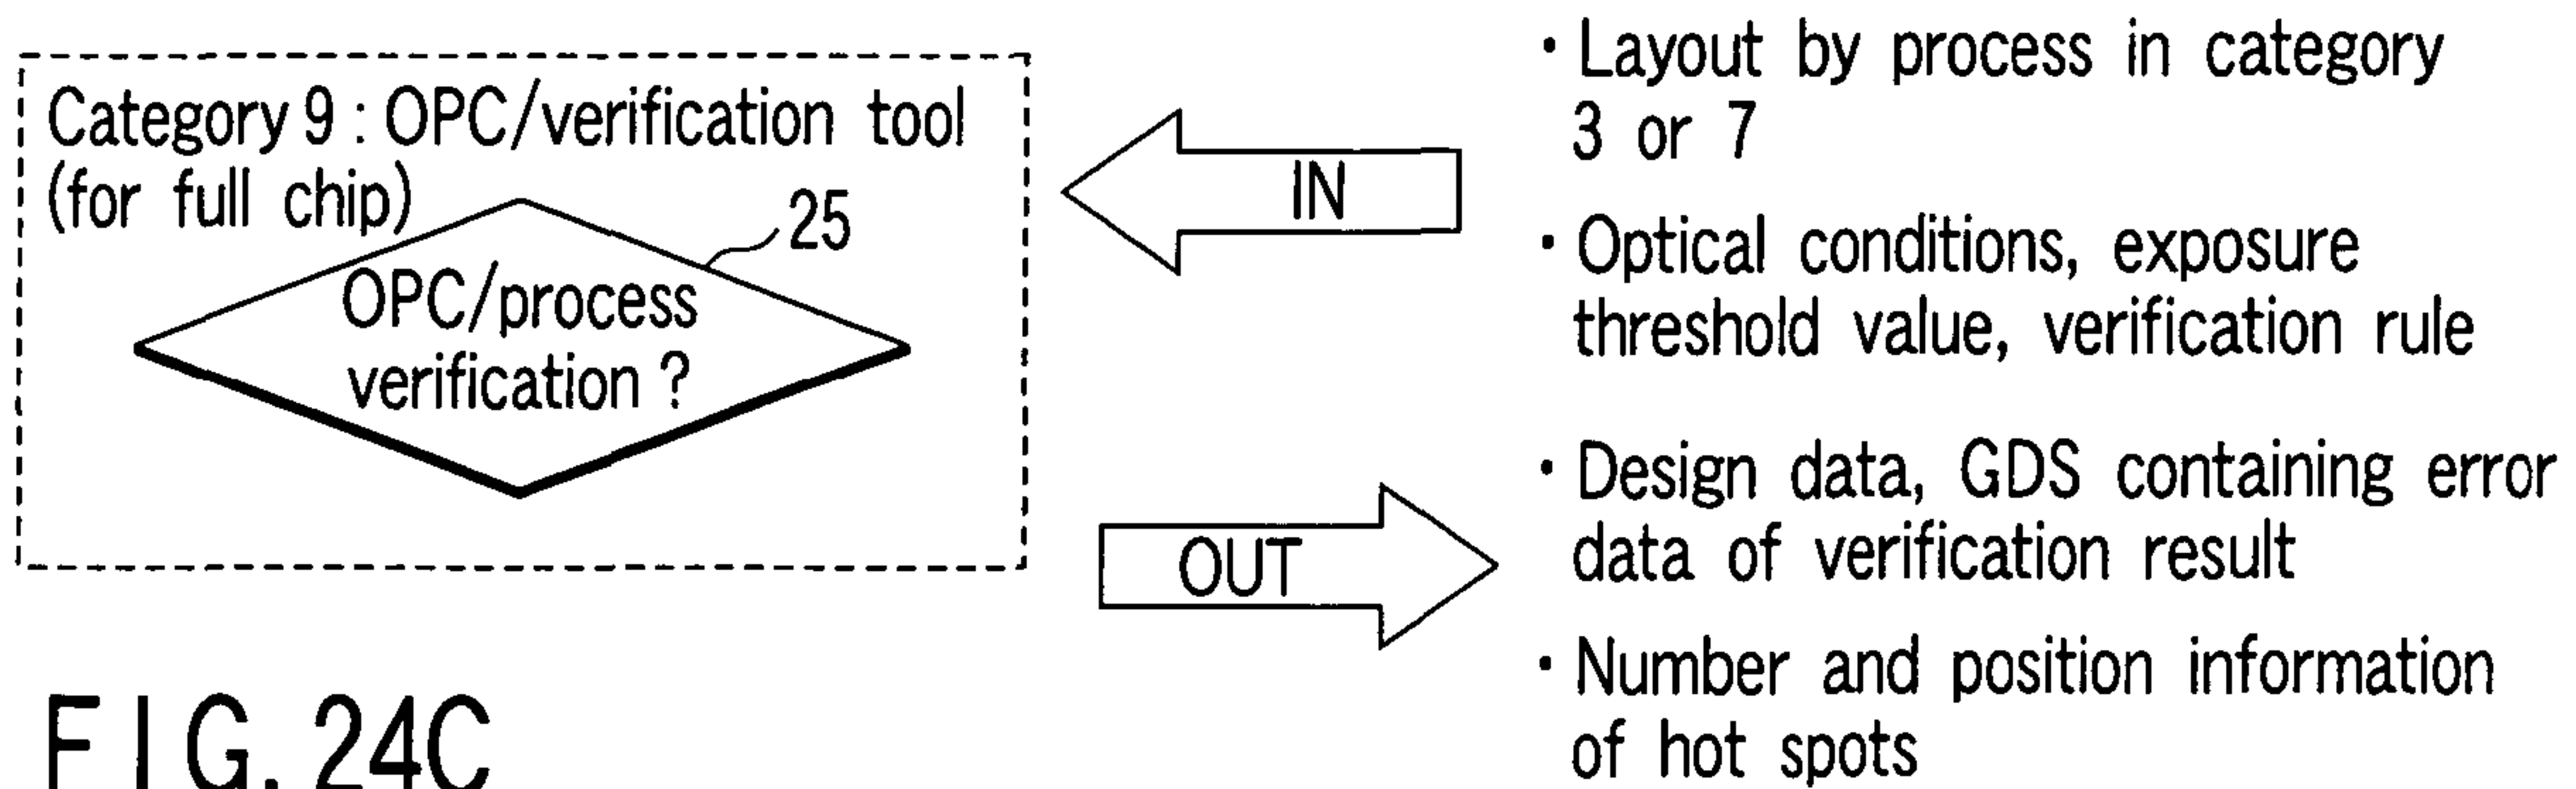 Category 9 : OPC/verification tool
(for full chip)
25
OPC/process
verification ?
IN
· Layout by process in category
3 or 7
· Optical conditions, exposure
threshold value, verification rule
OUT
· Design data, GDS containing error
data of verification result
· Number and position information
of hot spots
FIG. 24C